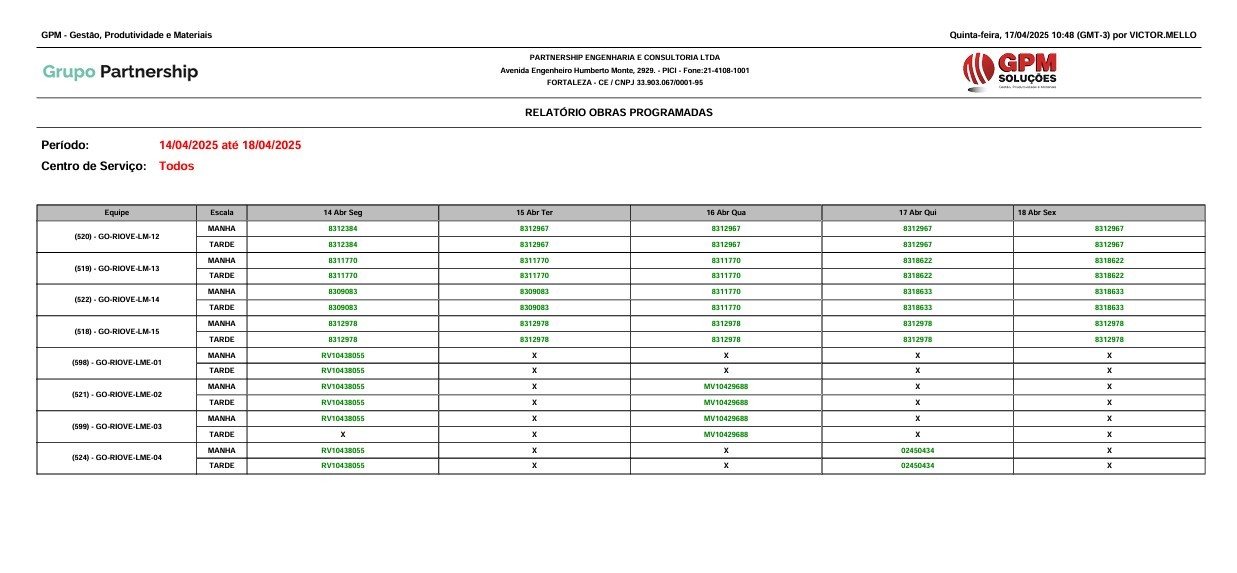 GPM - Gestão, Produtividade e Materiais Quinta-feira, 17/04/2025 10:48 (GMT-3) por VICTOR.MELLO
Grupo Partnership
PARTNERSHIP ENGENHARIA E CONSULTORIA LTDA
Avenida Engenheiro Humberto Monte, 2929. - PICI - Fone:21-4108-1001
FORTALEZA - CE / CNPJ 33.903.067/0001-95
GPM
SOLUÇÕES
Gestão, Produtividade e Materiais
RELATÓRIO OBRAS PROGRAMADAS
Período: 14/04/2025 até 18/04/2025
Centro de Serviço: Todos
Equipe Escala 14 Abr Seg 15 Abr Ter 16 Abr Qua 17 Abr Qui 18 Abr Sex
(520) - GO-RIOVE-LM-12 MANHA 8312384 8312967 8312967 8312967 8312967
TARDE 8312384 8312967 8312967 8312967 8312967
(519) - GO-RIOVE-LM-13 MANHA 8311770 8311770 8311770 8318622 8318622
TARDE 8311770 8311770 8311770 8318622 8318622
(522) - GO-RIOVE-LM-14 MANHA 8309083 8309083 8311770 8318633 8318633
TARDE 8309083 8309083 8311770 8318633 8318633
(518) - GO-RIOVE-LM-15 MANHA 8312978 8312978 8312978 8312978 8312978
TARDE 8312978 8312978 8312978 8312978 8312978
(598) - GO-RIOVE-LME-01 MANHA RV10438055 X X X X
TARDE RV10438055 X X X X
(521) - GO-RIOVE-LME-02 MANHA RV10438055 X MV10429688 X X
TARDE RV10438055 X MV10429688 X X
(599) - GO-RIOVE-LME-03 MANHA RV10438055 X MV10429688 X X
TARDE X X MV10429688 X X
(524) - GO-RIOVE-LME-04 MANHA RV10438055 X X 02450434 X
TARDE RV10438055 X X 02450434 X